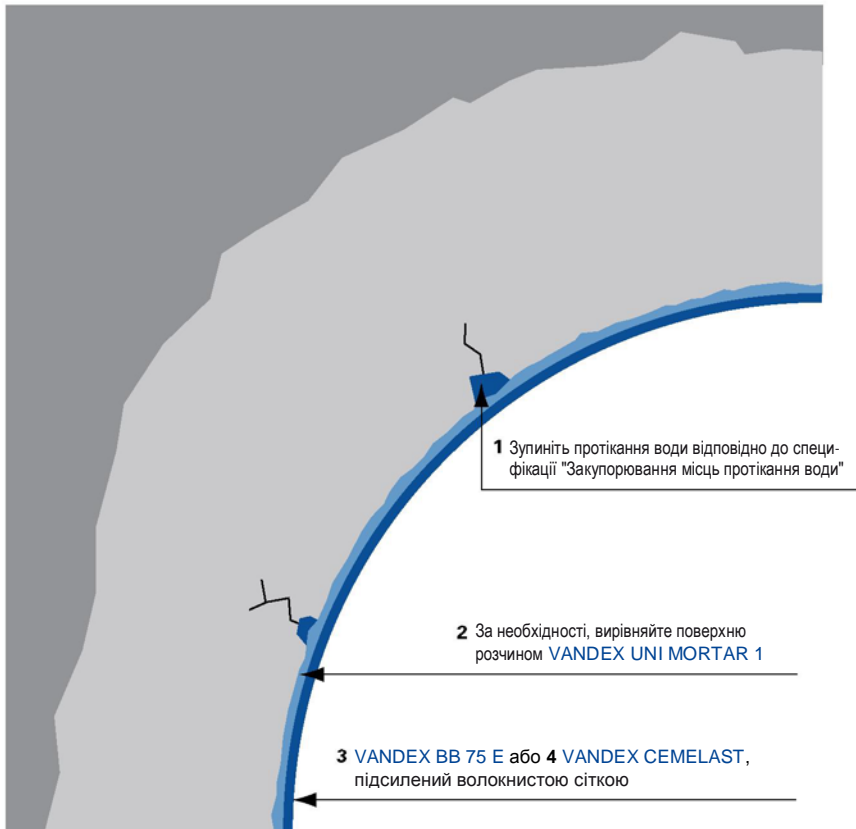 1 Зупиніть протікання води відповідно до специ-
фікації "Закупорювання місць протікання води"
2 За необхідності, вирівняйте поверхню
розчином VANDEX UNI MORTAR 1
3 VANDEX BB 75 E або 4 VANDEX CEMELAST,
підсилений волокнистою сіткою